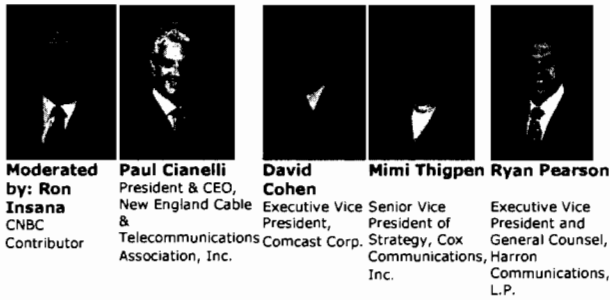 Moderated
by: Ron
Insana
CNBC
Contributor
Paul Cianelli
President & CEO,
New England Cable
&
Telecommunications
Association, Inc.
David
Cohen
Executive Vice
President,
Comcast Corp.
Mimi Thigpen
Senior Vice
President of
Strategy, Cox
Communications,
Inc.
Ryan Pearson
Executive Vice
President and
General Counsel,
Harron
Communications,
L.P.